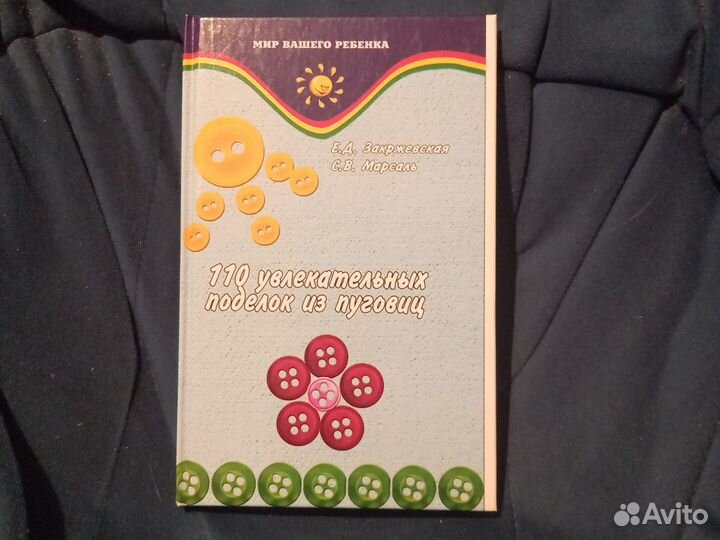 МИР ВАШЕГО РЕБЕНКА
Е.Д. Закржевская
С.В. Марсаль
110 увлекательных
поделок из пуговиц
Avito